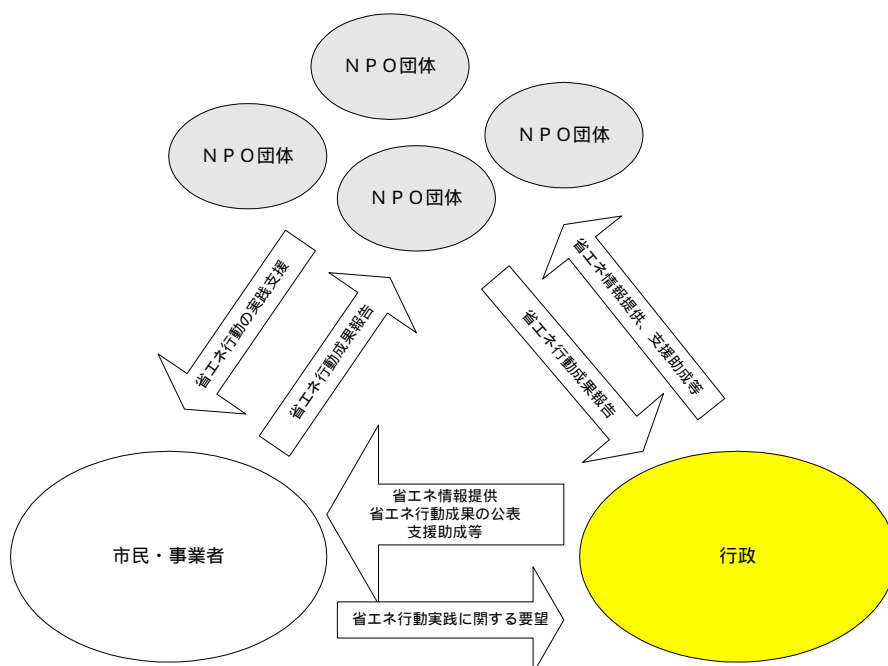 ＮＰＯ団体
ＮＰＯ団体
ＮＰＯ団体
ＮＰＯ団体
省エネ行動の実践支援
省エネ行動成果報告
省エネ行動成果報告
省エネ情報提供、支援助成等
省エネ情報提供
省エネ行動成果の公表
支援助成等
市民・事業者
行政
省エネ行動実践に関する要望